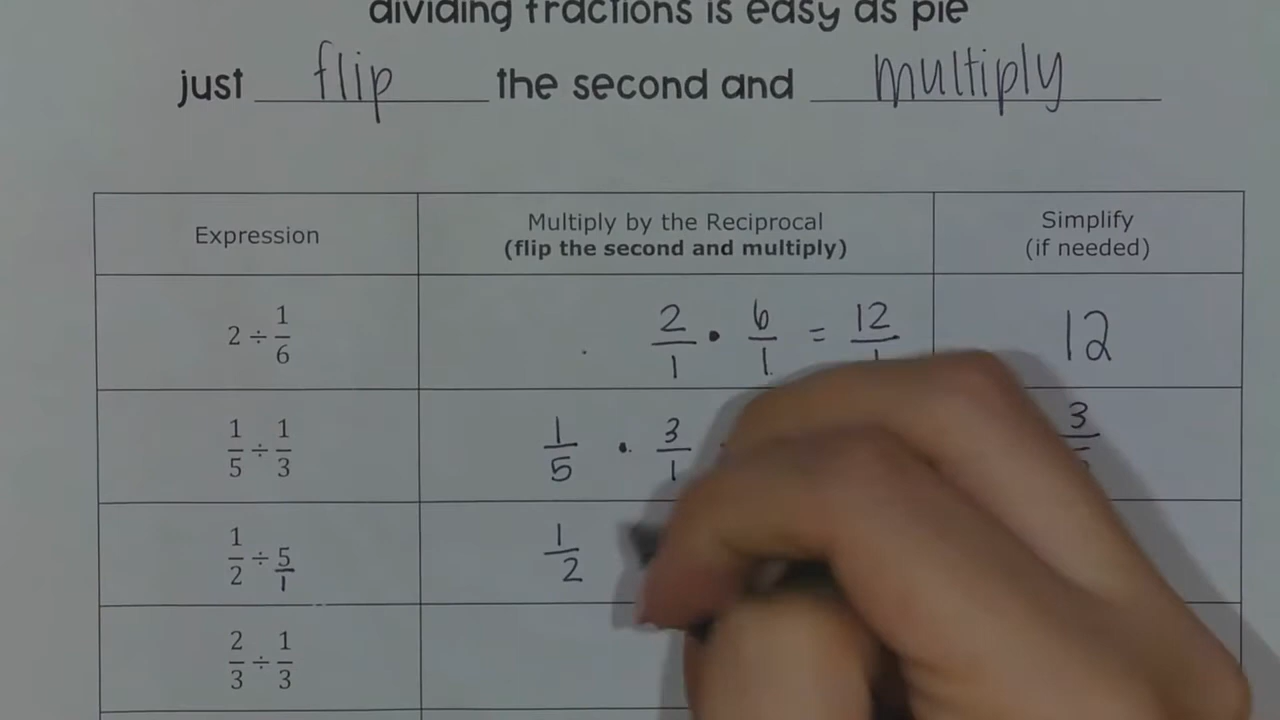 dividing fractions is easy as pie
just flip the second and multiply
Expression
Multiply by the Reciprocal
(flip the second and multiply)
Simplify
(if needed)
2 ÷ 1/6
2/1 • 6/1 = 12/1
12
1/5 ÷ 1/3
1/5 • 3/1
3/5
1/2 ÷ 5/1
1/2
2/3 ÷ 1/3